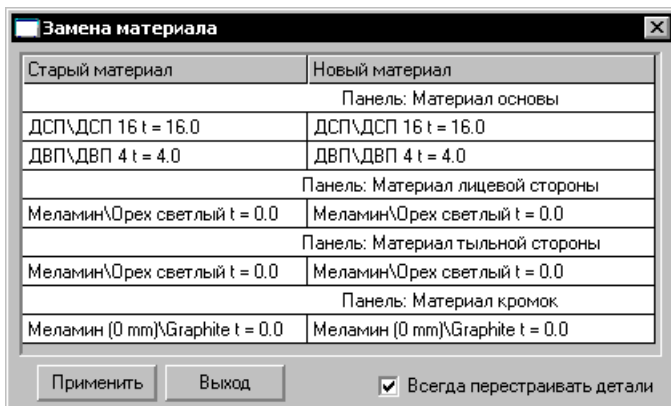 Замена материала
Старый материал Новый материал
Панель: Материал основы
ДСП\ДСП 16 t = 16.0 ДСП\ДСП 16 t = 16.0
ДВП\ДВП 4 t = 4.0 ДВП\ДВП 4 t = 4.0
Панель: Материал лицевой стороны
Меламин\Орех светлый t = 0.0 Меламин\Орех светлый t = 0.0
Панель: Материал тыльной стороны
Меламин\Орех светлый t = 0.0 Меламин\Орех светлый t = 0.0
Панель: Материал кромок
Меламин (0 mm)\Graphite t = 0.0 Меламин (0 mm)\Graphite t = 0.0
Применить Выход Всегда перестраивать детали